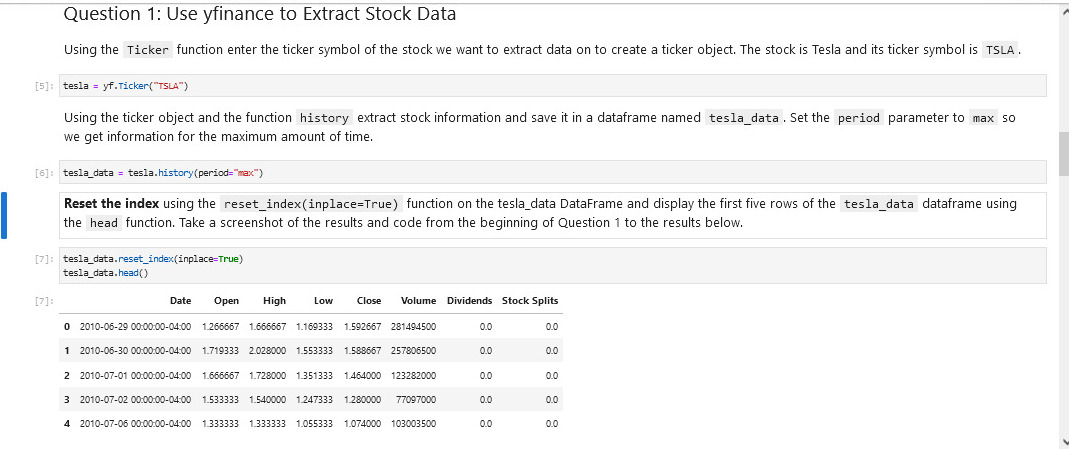 Question 1: Use yfinance to Extract Stock Data
Using the Ticker function enter the ticker symbol of the stock we want to extract data on to create a ticker object. The stock is Tesla and its ticker symbol is TSLA .
[5]: tesla = yf.Ticker("TSLA")
Using the ticker object and the function history extract stock information and save it in a dataframe named tesla_data . Set the period parameter to max so
we get information for the maximum amount of time.
[6]: tesla_data = tesla.history(period="max")
Reset the index using the reset_index(inplace=True) function on the tesla_data DataFrame and display the first five rows of the tesla_data dataframe using
the head function. Take a screenshot of the results and code from the beginning of Question 1 to the results below.
[7]: tesla_data.reset_index(inplace=True)
tesla_data.head()
[7]: Date Open High Low Close Volume Dividends Stock Splits
0 2010-06-29 00:00:00-04:00 1.266667 1.666667 1.169333 1.592667 281494500 0.0 0.0
1 2010-06-30 00:00:00-04:00 1.719333 2.028000 1.553333 1.588667 257806500 0.0 0.0
2 2010-07-01 00:00:00-04:00 1.666667 1.728000 1.351333 1.464000 123282000 0.0 0.0
3 2010-07-02 00:00:00-04:00 1.533333 1.540000 1.247333 1.280000 77097000 0.0 0.0
4 2010-07-06 00:00:00-04:00 1.333333 1.333333 1.055333 1.074000 103003500 0.0 0.0